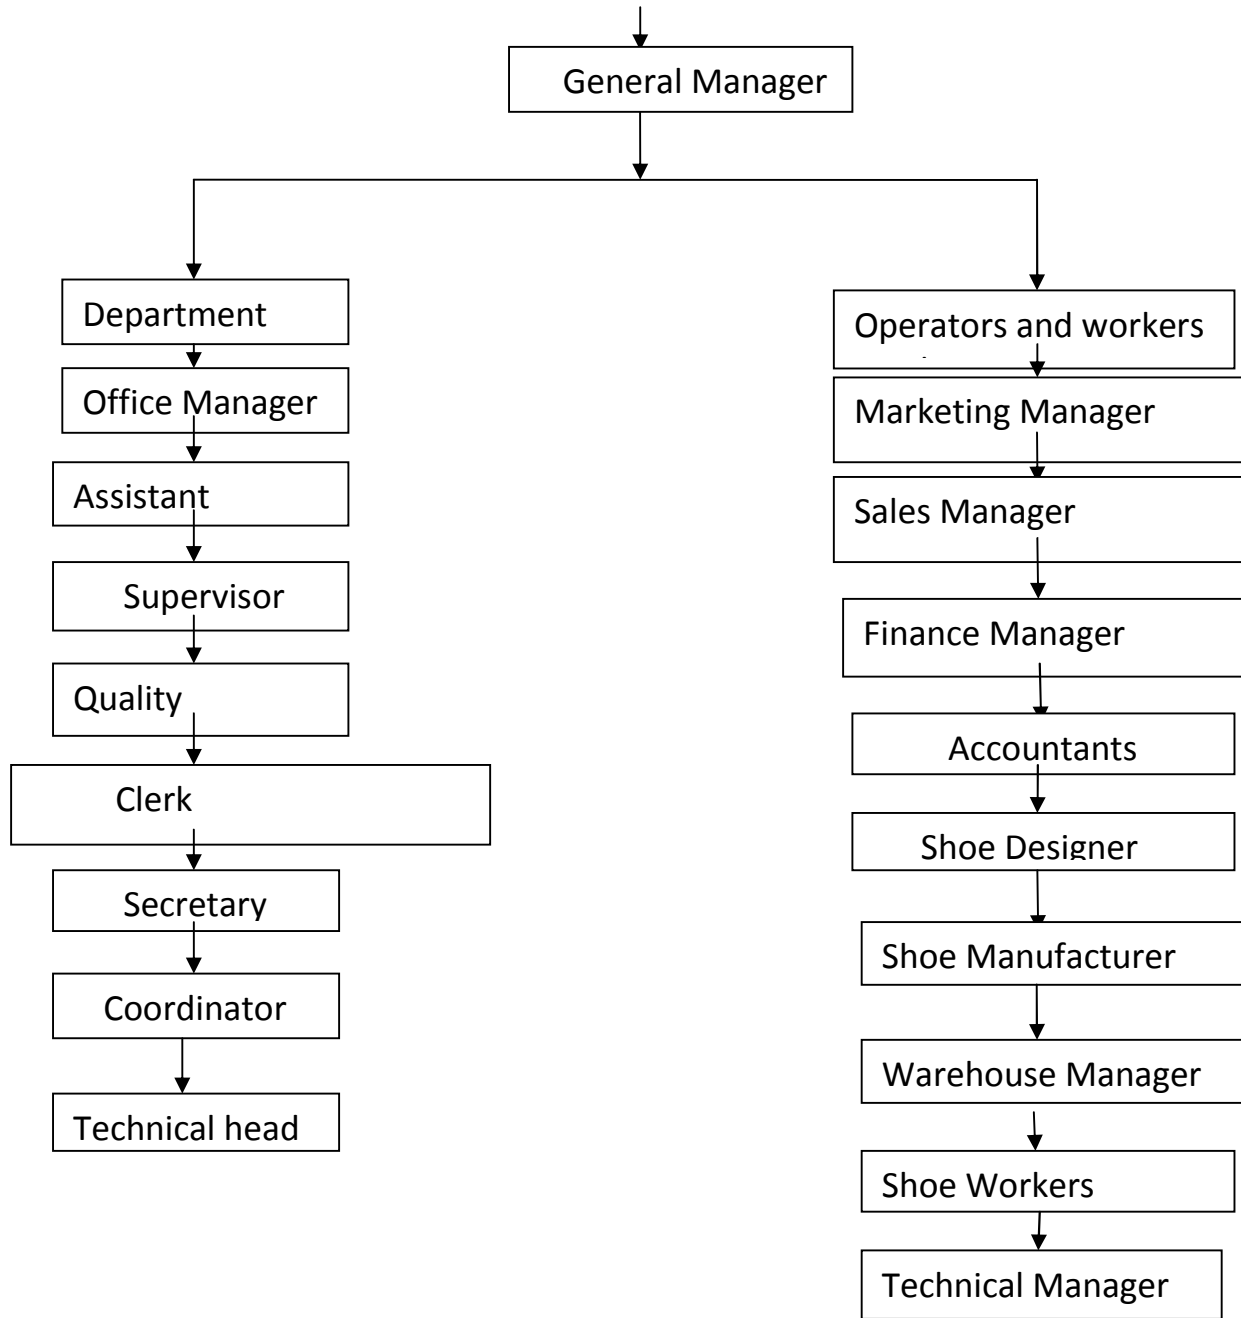 General Manager
Department
Office Manager
Assistant
Supervisor
Quality
Clerk
Secretary
Coordinator
Technical head
Operators and workers
Marketing Manager
Sales Manager
Finance Manager
Accountants
Shoe Designer
Shoe Manufacturer
Warehouse Manager
Shoe Workers
Technical Manager